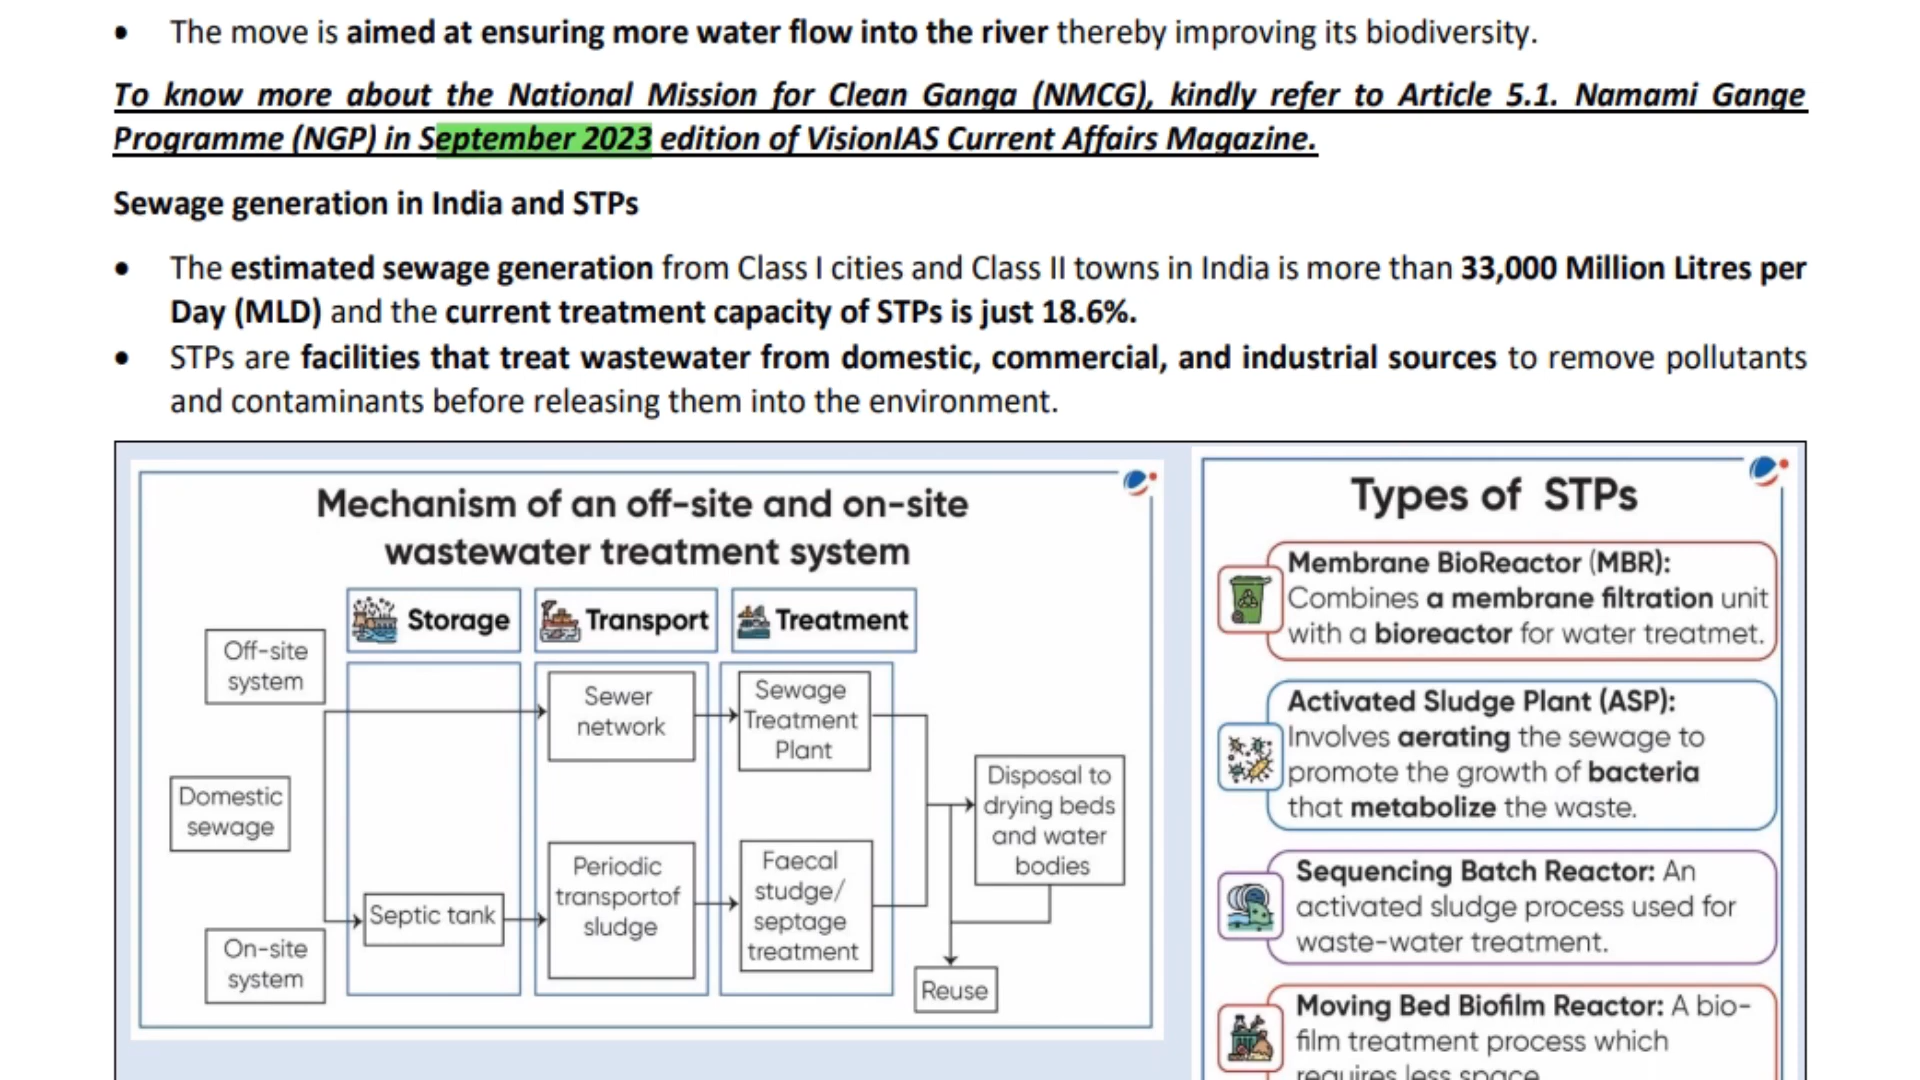 • The move is aimed at ensuring more water flow into the river thereby improving its biodiversity.
To know more about the National Mission for Clean Ganga (NMCG), kindly refer to Article 5.1. Namami Gange
Programme (NGP) in September 2023 edition of VisionIAS Current Affairs Magazine.
Sewage generation in India and STPs
• The estimated sewage generation from Class I cities and Class II towns in India is more than 33,000 Million Litres per
Day (MLD) and the current treatment capacity of STPs is just 18.6%.
• STPs are facilities that treat wastewater from domestic, commercial, and industrial sources to remove pollutants
and contaminants before releasing them into the environment.
Mechanism of an off-site and on-site
wastewater treatment system
Storage
Transport
Treatment
Off-site
system
Sewer
network
Sewage
Treatment
Plant
Domestic
sewage
Disposal to
drying beds
and water
bodies
Septic tank
Periodic
transportof
sludge
Faecal
studge/
septage
treatment
On-site
system
Reuse
Types of STPs
Membrane BioReactor (MBR):
Combines a membrane filtration unit
with a bioreactor for water treatmet.
Activated Sludge Plant (ASP):
Involves aerating the sewage to
promote the growth of bacteria
that metabolize the waste.
Sequencing Batch Reactor: An
activated sludge process used for
waste-water treatment.
Moving Bed Biofilm Reactor: A bio-
film treatment process which
requires less space